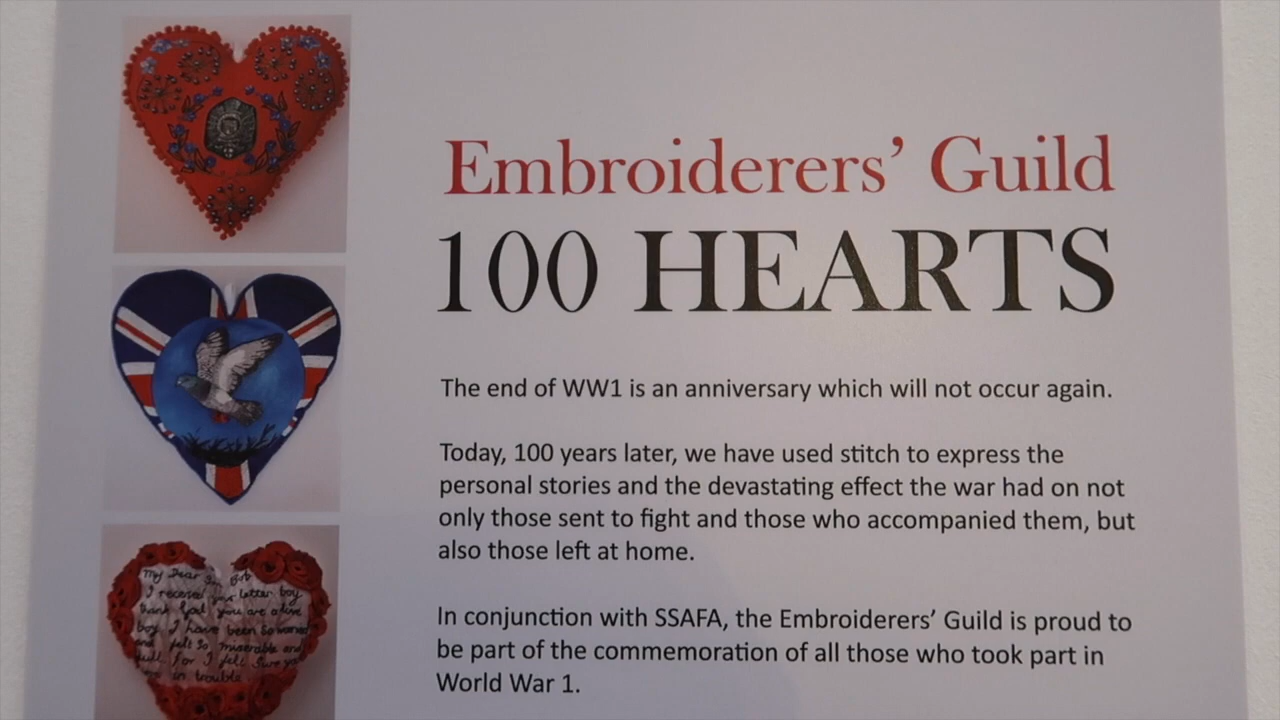 Embroiderers’ Guild
100 HEARTS
The end of WW1 is an anniversary which will not occur again.
Today, 100 years later, we have used stitch to express the
personal stories and the devastating effect the war had on not
only those sent to fight and those who accompanied them, but
also those left at home.
In conjunction with SSAFA, the Embroiderers’ Guild is proud to
be part of the commemoration of all those who took part in
World War 1.
My Dear Bob
I received your letter boy
thank God you are alive
boy I have been so worried
and felt so miserable and
for I felt sure you
in trouble